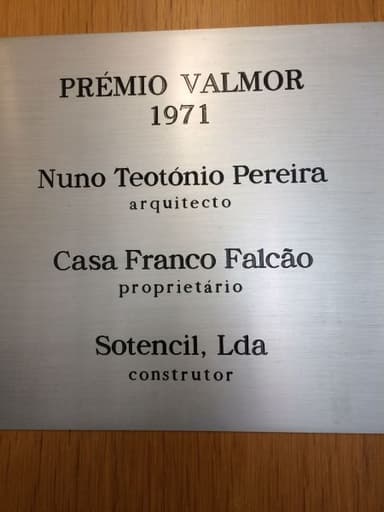 PRÉMIO VALMOR
1971
Nuno Teotónio Pereira
arquitecto
Casa Franco Falcão
proprietário
Sotencil, Lda
construtor